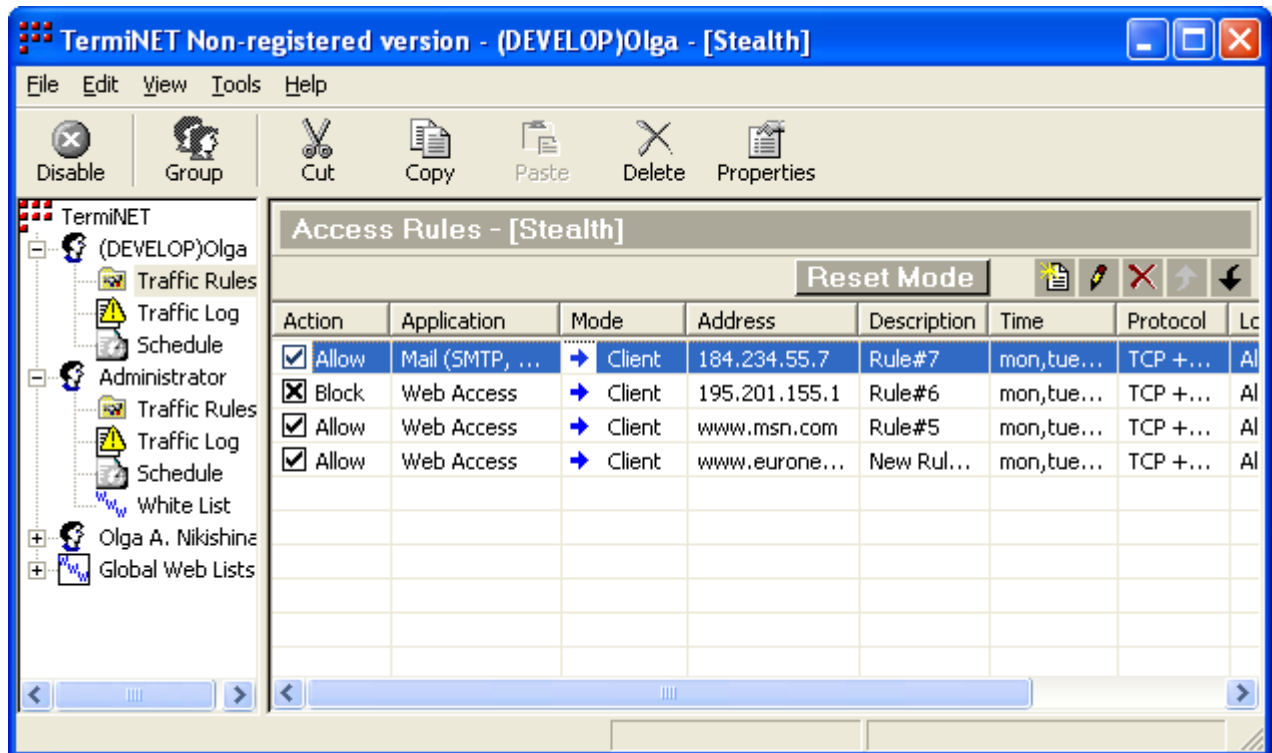 TermiNET Non-registered version - (DEVELOP)Olga - [Stealth]
File Edit View Tools Help
Disable Group Cut Copy Paste Delete Properties
TermiNET
(DEVELOP)Olga
Traffic Rules
Traffic Log
Schedule
Administrator
Traffic Rules
Traffic Log
Schedule
White List
Olga A. Nikishina
Global Web Lists
Access Rules - [Stealth]
Reset Mode
Action Application Mode Address Description Time Protocol Lo
Allow Mail (SMTP, ... Client 184.234.55.7 Rule#7 mon,tue... TCP +... Al
Block Web Access Client 195.201.155.1 Rule#6 mon,tue... TCP +... Al
Allow Web Access Client www.msn.com Rule#5 mon,tue... TCP +... Al
Allow Web Access Client www.eurone... New Rul... mon,tue... TCP +... Al